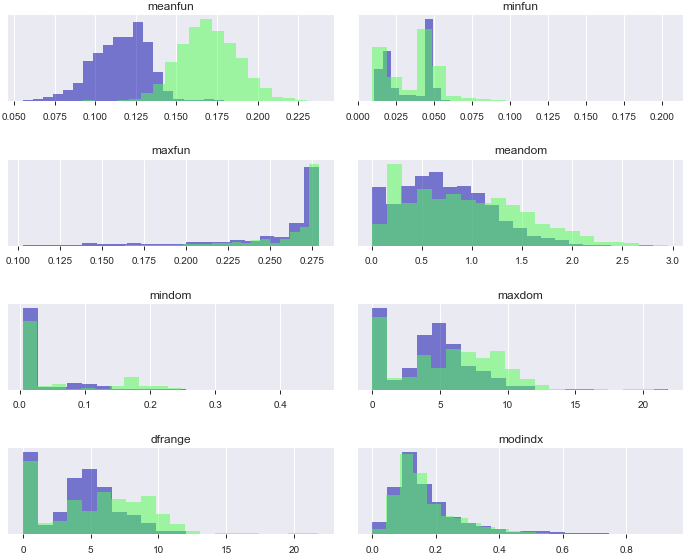 meanfun
minfun
0.050 0.075 0.100 0.125 0.150 0.175 0.200 0.225
0.000 0.025 0.050 0.075 0.100 0.125 0.150 0.175 0.200
maxfun
meandom
0.100 0.125 0.150 0.175 0.200 0.225 0.250 0.275
0.0 0.5 1.0 1.5 2.0 2.5 3.0
mindom
maxdom
0.0 0.1 0.2 0.3 0.4
0 5 10 15 20
dfrange
modindx
0 5 10 15 20
0.0 0.2 0.4 0.6 0.8